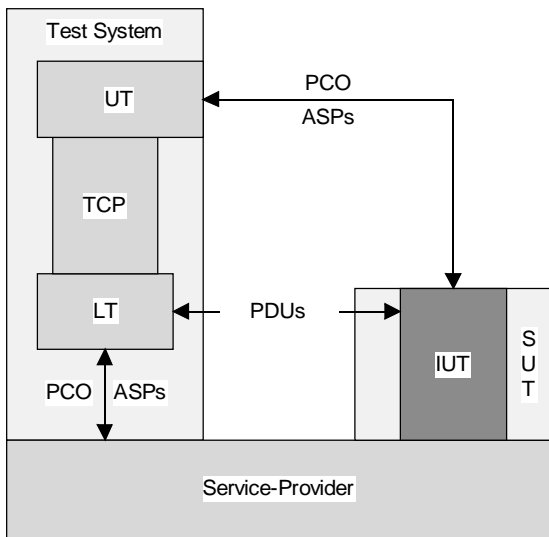 Test System
UT
PCO
ASPs
TCP
LT
PDUs
IUT
S
U
T
PCO ASPs
Service-Provider